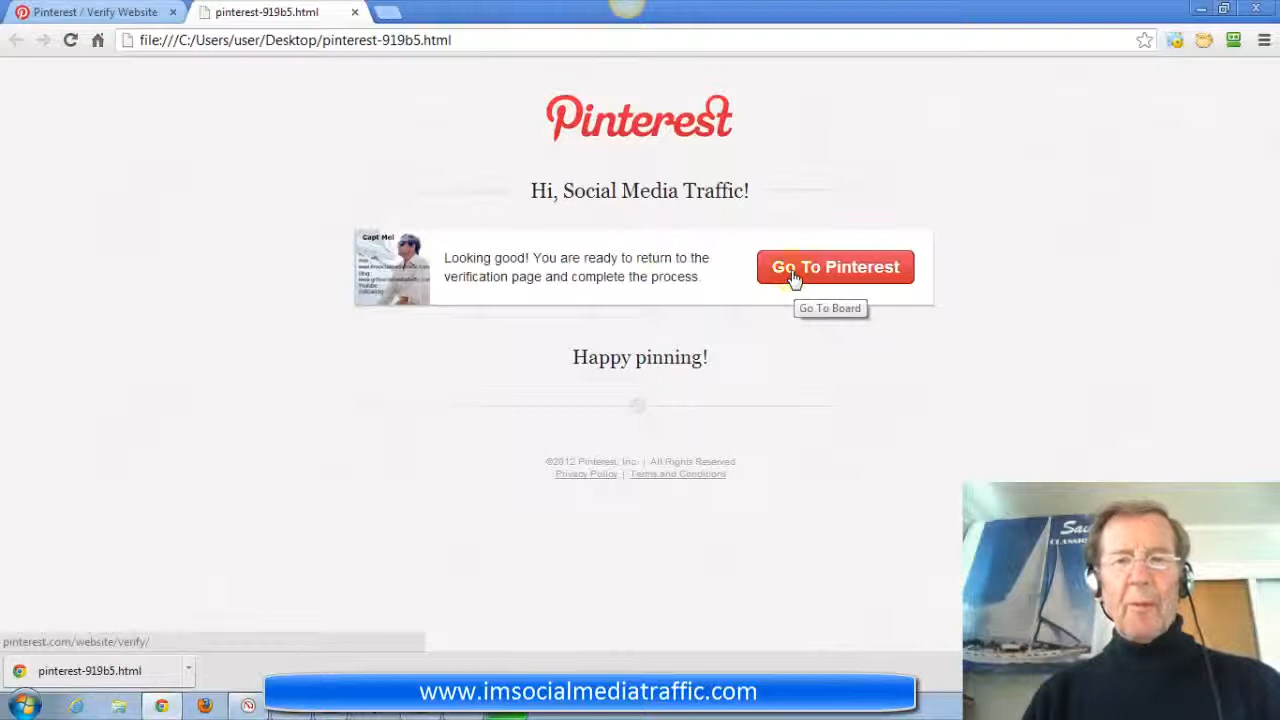 Pinterest / Verify Website
pinterest-919b5.html
file:///C:/Users/user/Desktop/pinterest-919b5.html
Pinterest
Hi, Social Media Traffic!
Capt Mel
Looking good! You are ready to return to the
verification page and complete the process.
Go To Pinterest
Go To Board
Happy pinning!
©2012 Pinterest, Inc. | All Rights Reserved
Privacy Policy | Terms and Conditions
CLASSIC
pinterest.com/website/verify/
pinterest-919b5.html
www.imsocialmediatraffic.com